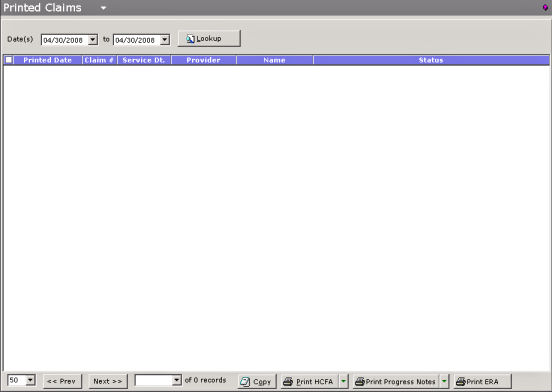 Printed Claims
Date(s) 04/30/2008 to 04/30/2008 Lookup
Printed Date Claim # Service Dt. Provider Name Status
50 << Prev Next >> of 0 records Copy Print HCFA Print Progress Notes Print ERA